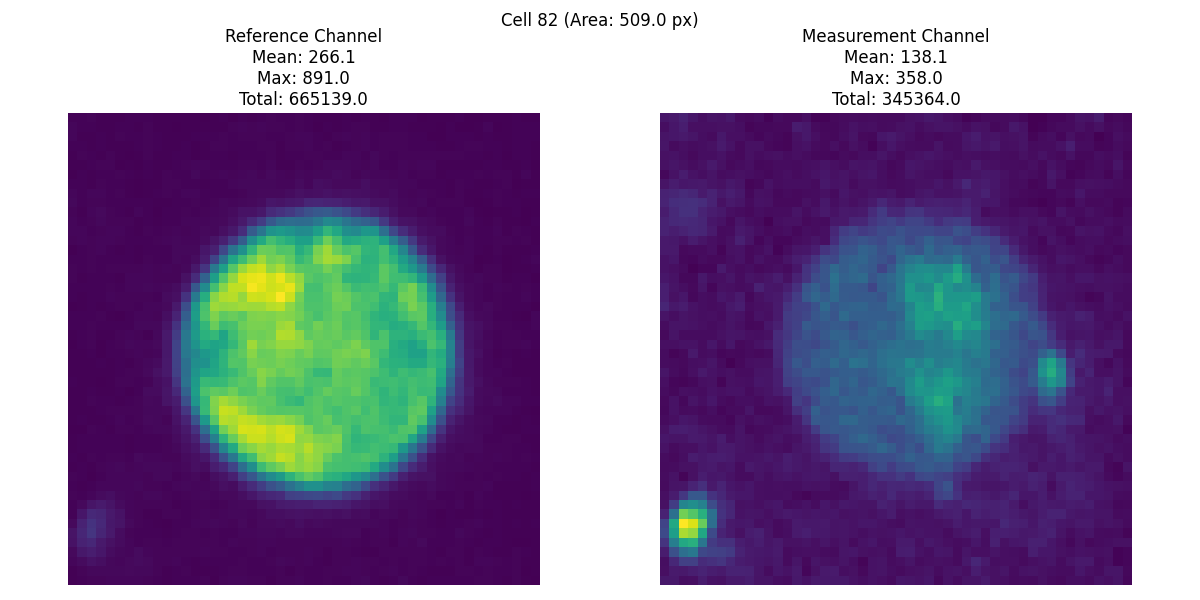 Cell 82 (Area: 509.0 px)
Reference Channel
Mean: 266.1
Max: 891.0
Total: 665139.0
Measurement Channel
Mean: 138.1
Max: 358.0
Total: 345364.0